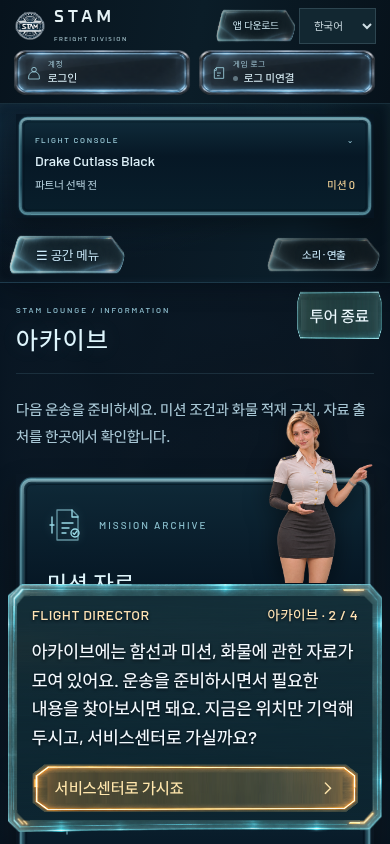 STAM
STAM
FREIGHT DIVISION
앱 다운로드
한국어
계정
로그인
게임 로그
로그 미연결
FLIGHT CONSOLE
Drake Cutlass Black
파트너 선택 전
미션 0
☰ 공간 메뉴
소리·연출
STAM LOUNGE / INFORMATION
투어 종료
아카이브
다음 운송을 준비하세요. 미션 조건과 화물 적재 규칙, 자료 출
처를 한곳에서 확인합니다.
MISSION ARCHIVE
미션 자료
FLIGHT DIRECTOR
아카이브 · 2 / 4
아카이브에는 함선과 미션, 화물에 관한 자료가
모여 있어요. 운송을 준비하시면서 필요한
내용을 찾아보시면 돼요. 지금은 위치만 기억해
두시고, 서비스센터로 가실까요?
서비스센터로 가시죠